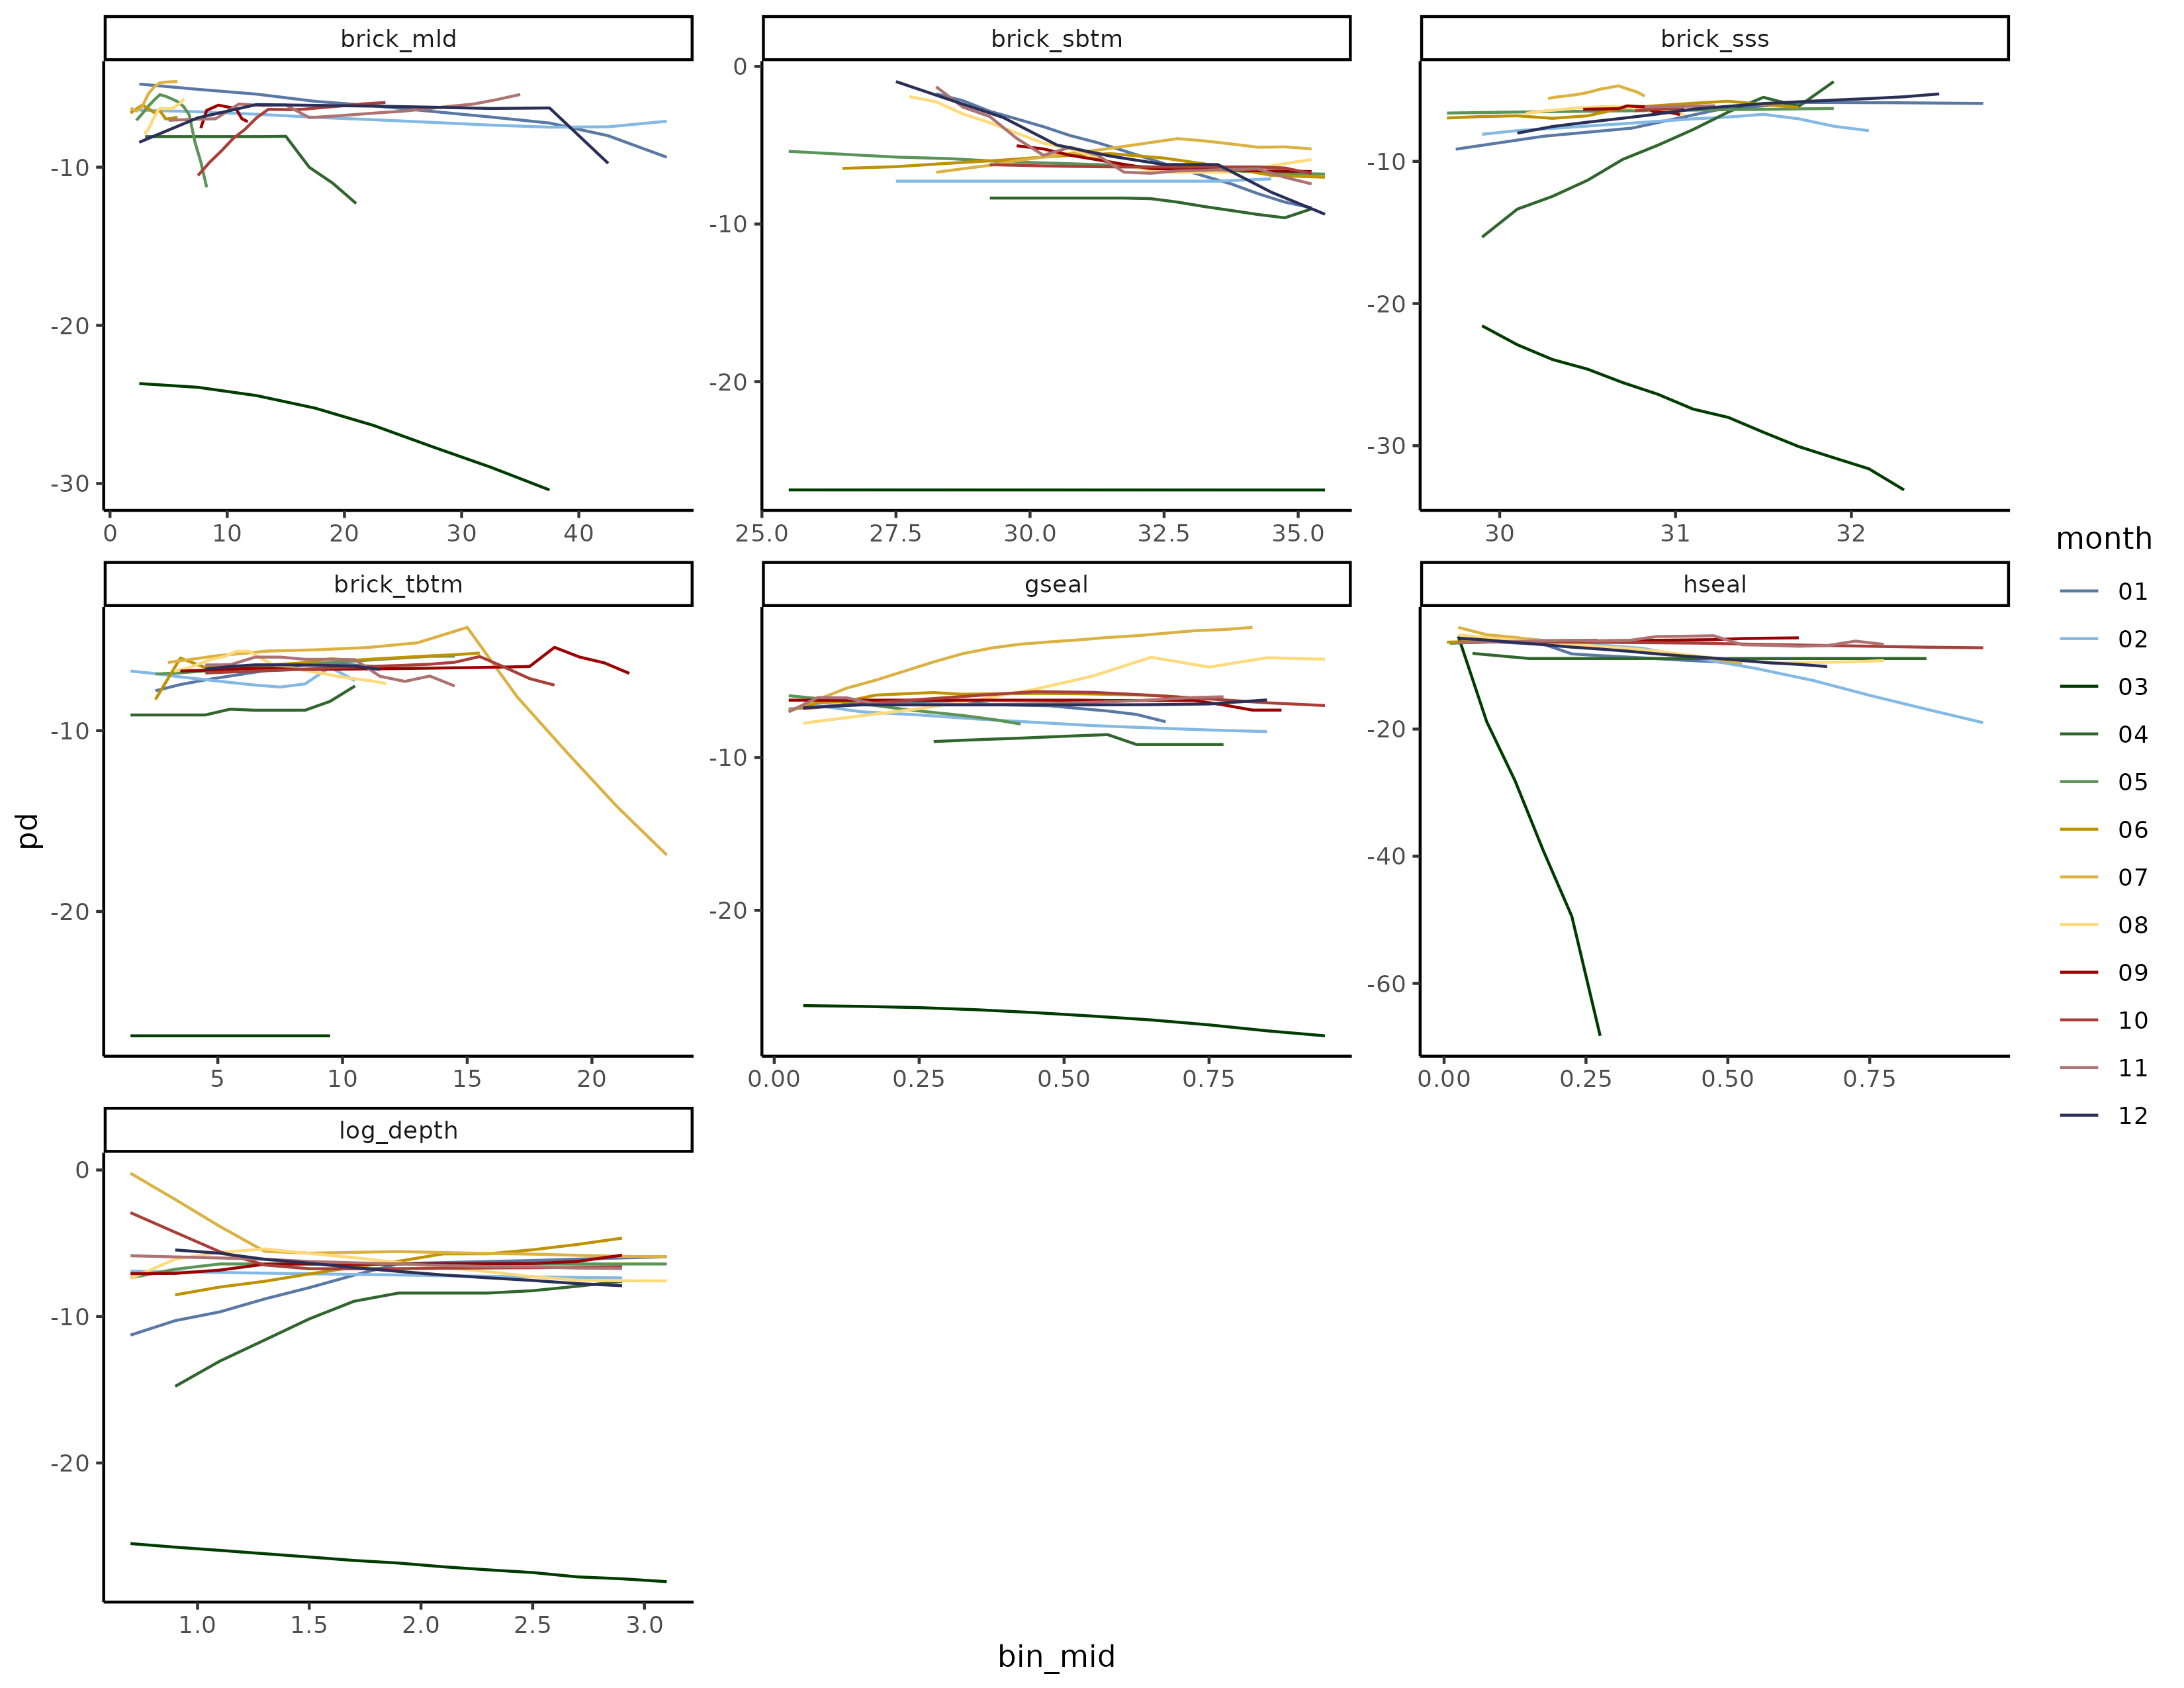 brick_mld brick_sbtm brick_sss
-10
-20
-30
0 10 20 30 40
0
-10
-20
25.0 27.5 30.0 32.5 35.0
-10
-20
-30
30 31 32
brick_tbtm gseal hseal
-10
-20
5 10 15 20
-10
-20
0.00 0.25 0.50 0.75
-20
-40
-60
0.00 0.25 0.50 0.75
log_depth
0
-10
-20
1.0 1.5 2.0 2.5 3.0
pd
bin_mid
month
01
02
03
04
05
06
07
08
09
10
11
12